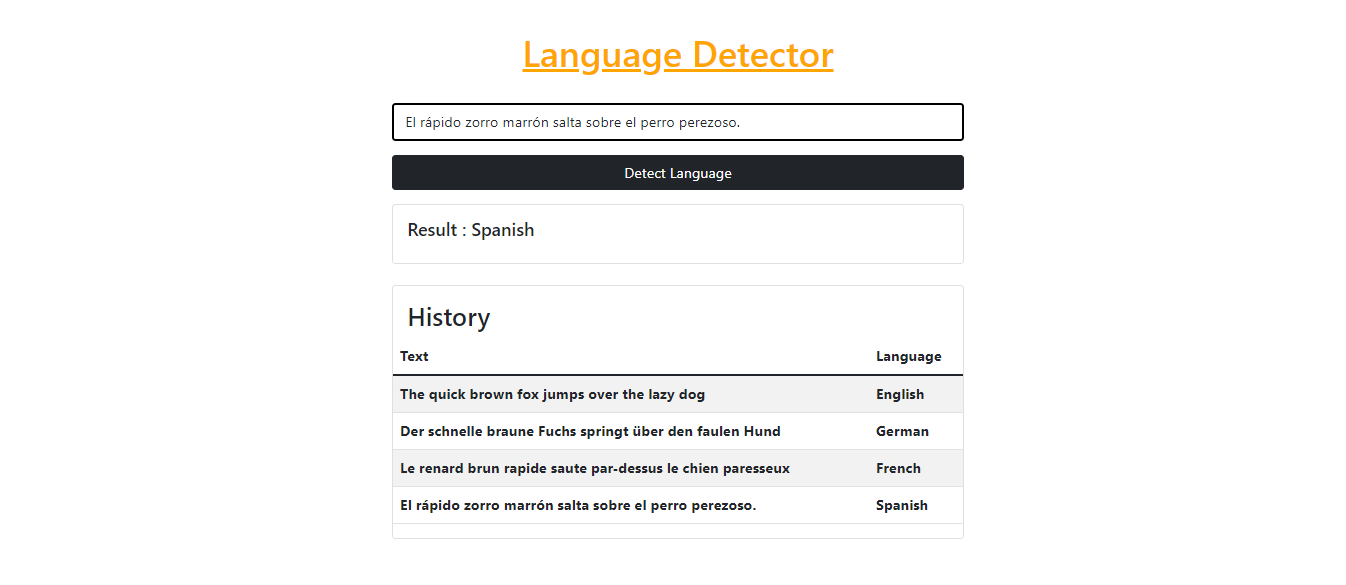 Language Detector
El rápido zorro marrón salta sobre el perro perezoso.
Detect Language
Result : Spanish
History
Text Language
The quick brown fox jumps over the lazy dog English
Der schnelle braune Fuchs springt über den faulen Hund German
Le renard brun rapide saute par-dessus le chien paresseux French
El rápido zorro marrón salta sobre el perro perezoso. Spanish